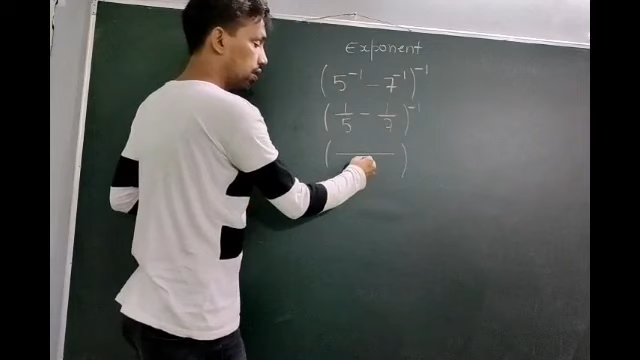 Exponent
(5⁻¹ - 7⁻¹)⁻¹
(1/5 - 1/7)⁻¹
( — )